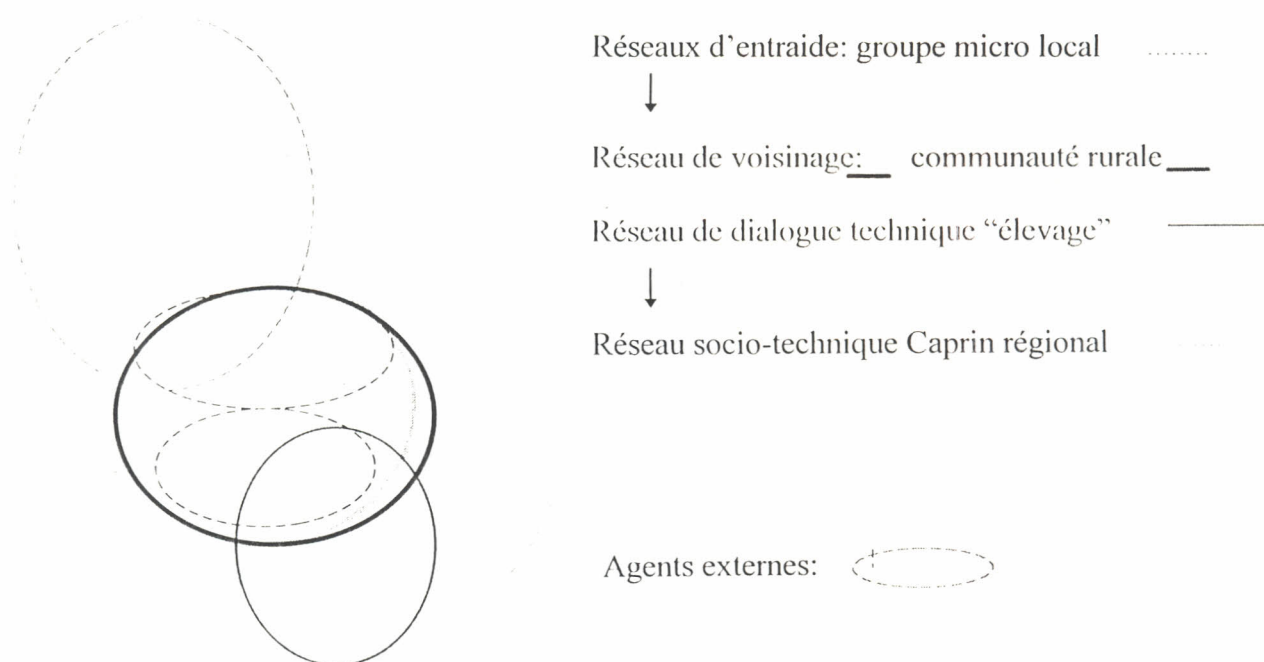 Réseaux d'entraide: groupe micro local ........
Réseau de voisinage: communauté rurale
Réseau de dialogue technique “élevage”
Réseau socio-technique Caprin régional ......
Agents externes: